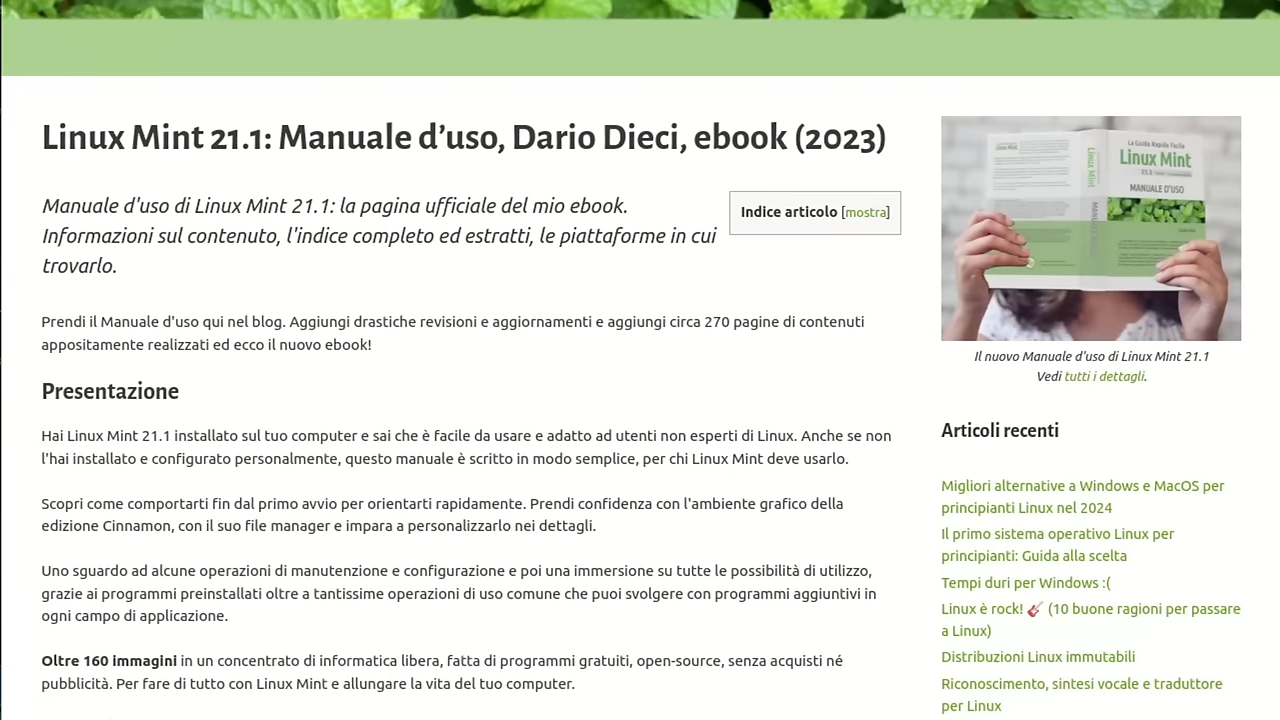 Linux Mint 21.1: Manuale d’uso, Dario Dieci, ebook (2023)
Manuale d'uso di Linux Mint 21.1: la pagina ufficiale del mio ebook.
Informazioni sul contenuto, l'indice completo ed estratti, le piattaforme in cui
trovarlo.
Indice articolo [mostra]
Prendi il Manuale d'uso qui nel blog. Aggiungi drastiche revisioni e aggiornamenti e aggiungi circa 270 pagine di contenuti
appositamente realizzati ed ecco il nuovo ebook!
Presentazione
Hai Linux Mint 21.1 installato sul tuo computer e sai che è facile da usare e adatto ad utenti non esperti di Linux. Anche se non
l'hai installato e configurato personalmente, questo manuale è scritto in modo semplice, per chi Linux Mint deve usarlo.
Scopri come comportarti fin dal primo avvio per orientarti rapidamente. Prendi confidenza con l'ambiente grafico della
edizione Cinnamon, con il suo file manager e impara a personalizzarlo nei dettagli.
Uno sguardo ad alcune operazioni di manutenzione e configurazione e poi una immersione su tutte le possibilità di utilizzo,
grazie ai programmi preinstallati oltre a tantissime operazioni di uso comune che puoi svolgere con programmi aggiuntivi in
ogni campo di applicazione.
Oltre 160 immagini in un concentrato di informatica libera, fatta di programmi gratuiti, open-source, senza acquisti né
pubblicità. Per fare di tutto con Linux Mint e allungare la vita del tuo computer.
La Guida Rapida Facile
Linux Mint
21.1
MANUALE D'USO
Il nuovo Manuale d'uso di Linux Mint 21.1
Vedi tutti i dettagli.
Articoli recenti
Migliori alternative a Windows e MacOS per
principianti Linux nel 2024
Il primo sistema operativo Linux per
principianti: Guida alla scelta
Tempi duri per Windows :(
Linux è rock! 🎸 (10 buone ragioni per passare
a Linux)
Distribuzioni Linux immutabili
Riconoscimento, sintesi vocale e traduttore
per Linux